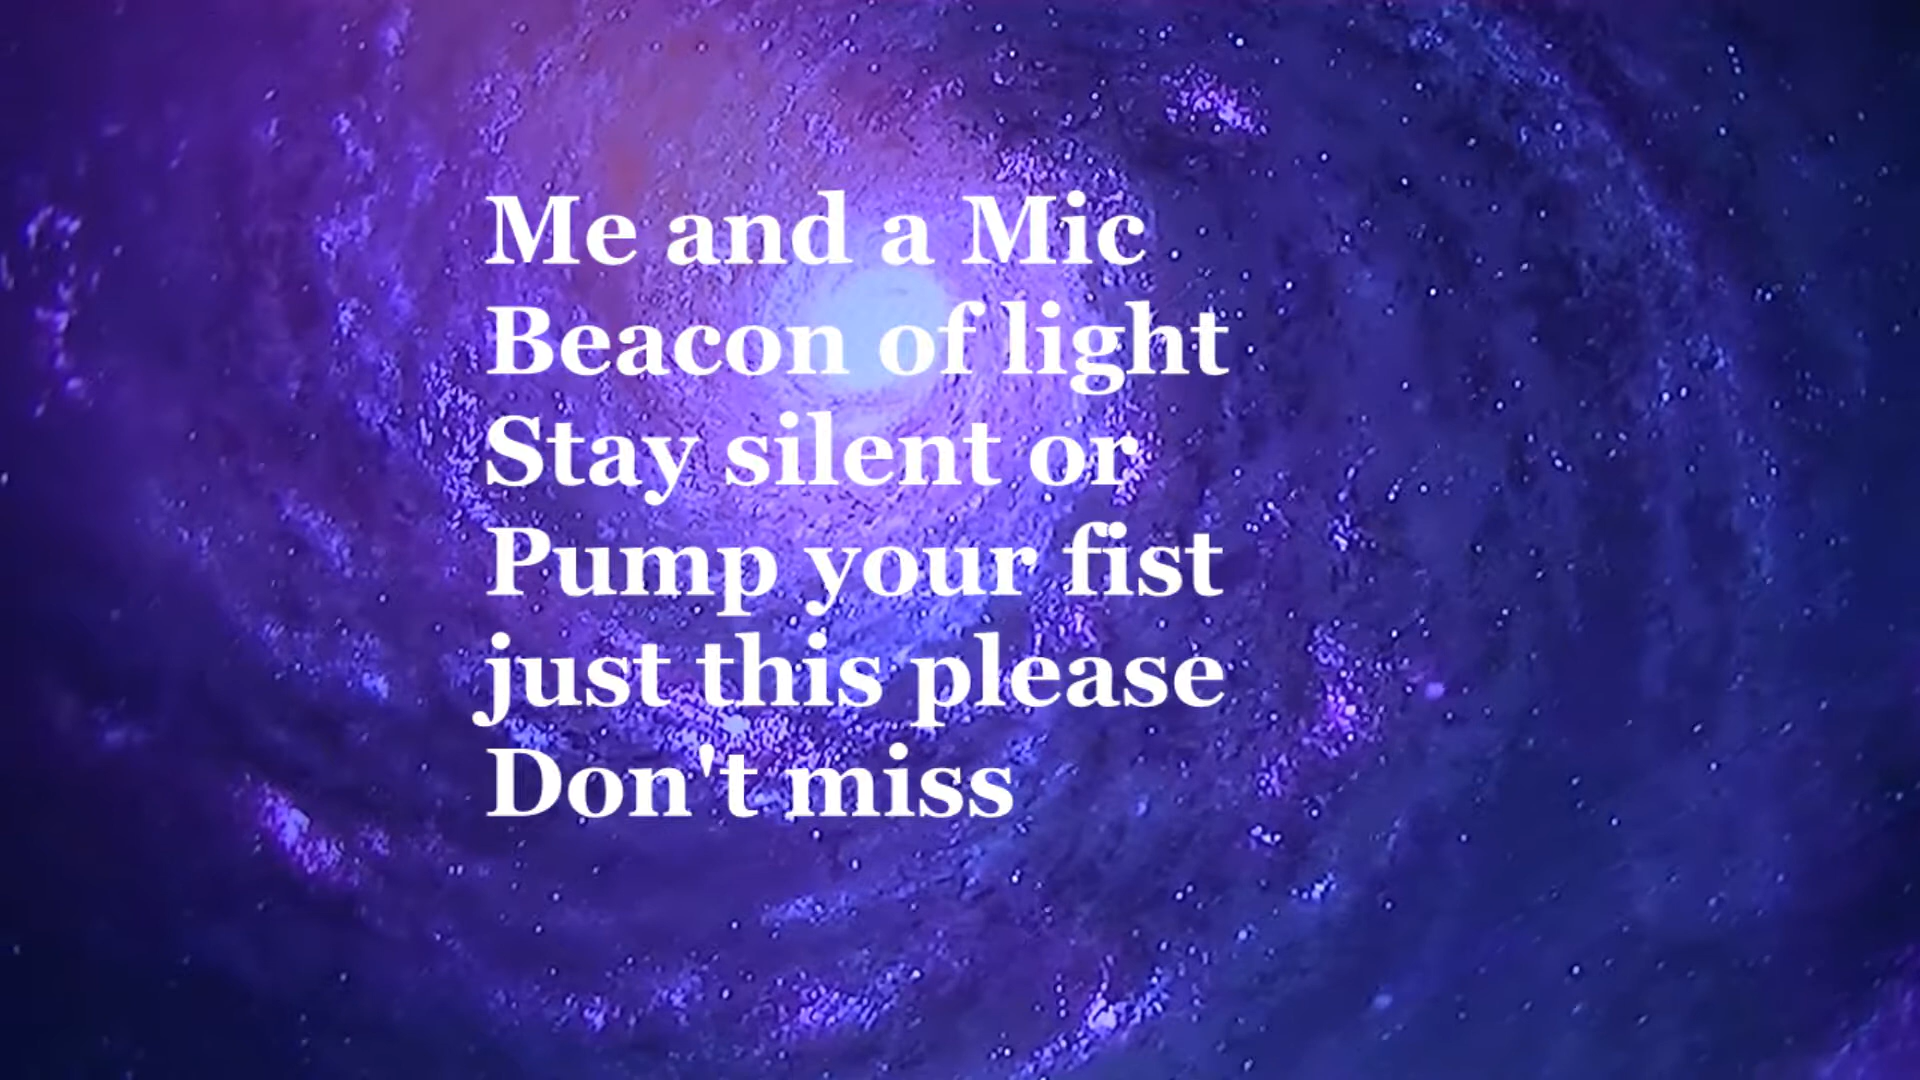 Me and a Mic
Beacon of light
Stay silent or
Pump your fist
just this please
Don't miss